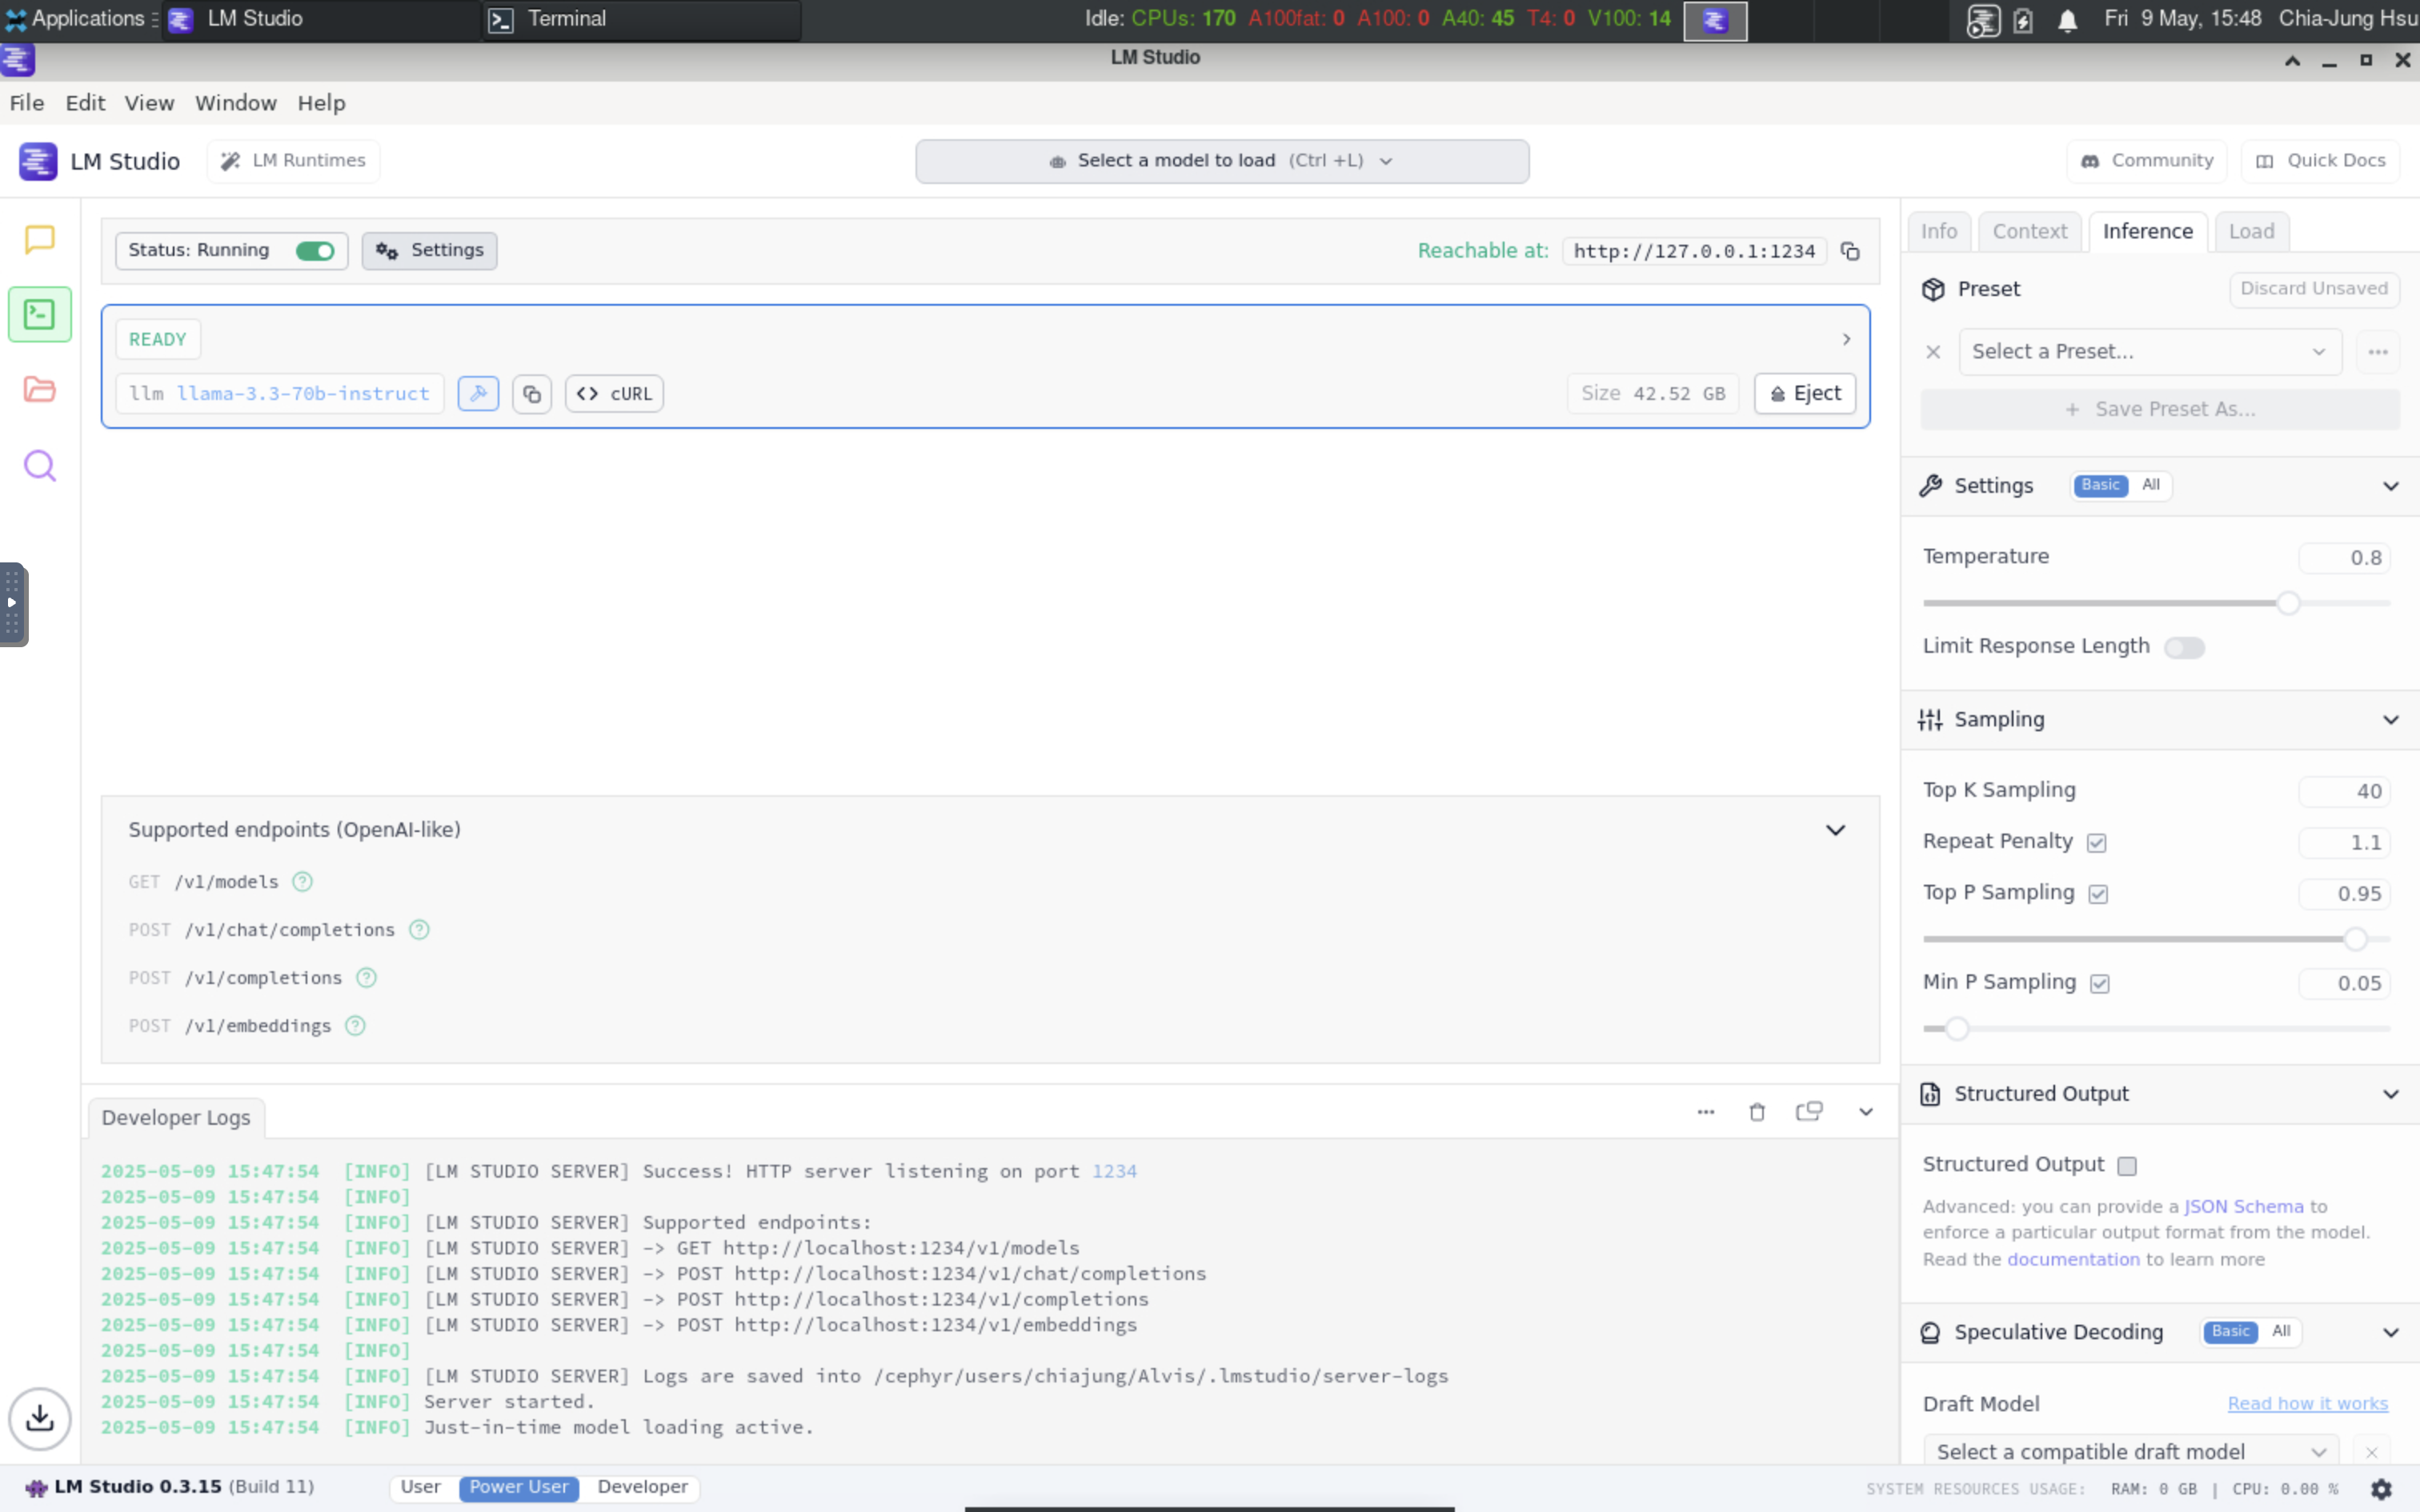 Applications LM Studio Terminal Idle: CPUs: 170 A100fat: 0 A100: 0 A40: 45 T4: 0 V100: 14 Fri 9 May, 15:48 Chia-Jung Hsu
LM Studio
File Edit View Window Help
LM Studio LM Runtimes Select a model to load (Ctrl +L) Community Quick Docs
Status: Running Settings Reachable at: http://127.0.0.1:1234
READY
llm llama-3.3-70b-instruct cURL Size 42.52 GB Eject
Supported endpoints (OpenAI-like)
GET /v1/models ?
POST /v1/chat/completions ?
POST /v1/completions ?
POST /v1/embeddings ?
Developer Logs
2025-05-09 15:47:54 [INFO] [LM STUDIO SERVER] Success! HTTP server listening on port 1234
2025-05-09 15:47:54 [INFO]
2025-05-09 15:47:54 [INFO] [LM STUDIO SERVER] Supported endpoints:
2025-05-09 15:47:54 [INFO] [LM STUDIO SERVER] -> GET http://localhost:1234/v1/models
2025-05-09 15:47:54 [INFO] [LM STUDIO SERVER] -> POST http://localhost:1234/v1/chat/completions
2025-05-09 15:47:54 [INFO] [LM STUDIO SERVER] -> POST http://localhost:1234/v1/completions
2025-05-09 15:47:54 [INFO] [LM STUDIO SERVER] -> POST http://localhost:1234/v1/embeddings
2025-05-09 15:47:54 [INFO]
2025-05-09 15:47:54 [INFO] [LM STUDIO SERVER] Logs are saved into /cephyr/users/chiajung/Alvis/.lmstudio/server-logs
2025-05-09 15:47:54 [INFO] Server started.
2025-05-09 15:47:54 [INFO] Just-in-time model loading active.
Info Context Inference Load
Preset Discard Unsaved
Select a Preset...
+ Save Preset As...
Settings Basic All
Temperature 0.8
Limit Response Length
Sampling
Top K Sampling 40
Repeat Penalty 1.1
Top P Sampling 0.95
Min P Sampling 0.05
Structured Output
Structured Output
Advanced: you can provide a JSON Schema to
enforce a particular output format from the model.
Read the documentation to learn more
Speculative Decoding Basic All
Draft Model Read how it works
Select a compatible draft model
LM Studio 0.3.15 (Build 11) User Power User Developer SYSTEM RESOURCES USAGE: RAM: 0 GB | CPU: 0.00 %